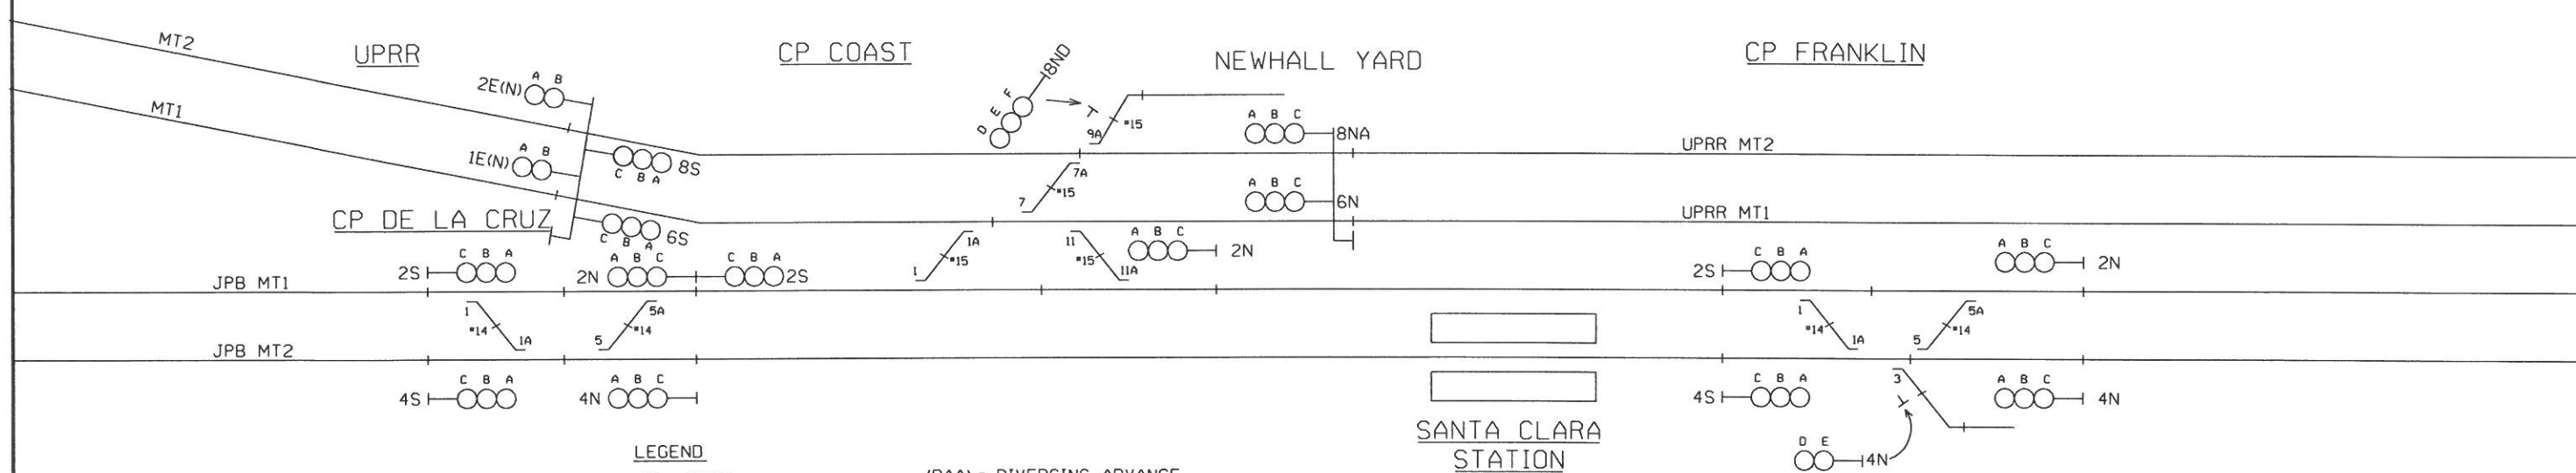 MT2
UPRR
CP COAST
NEWHALL YARD
CP FRANKLIN
8ND
D E F
2E(N)
A B
MT1
9A
"15
A B C
8NA
1E(N)
A B
C B A
8S
UPRR MT2
7A
"15
7
A B C
6N
UPRR MT1
CP DE LA CRUZ
C B A
6S
1A
"15
1
11
"15
11A
A B C
2N
2S
C B A
2N
A B C
C B A
2S
2S
C B A
A B C
2N
JPB MT1
1
"14
1A
5A
"14
5
1
"14
1A
5A
"14
5
JPB MT2
3
4S
C B A
4N
A B C
4S
C B A
A B C
4N
SANTA CLARA
STATION
LEGEND
D E
4N
(DAA)= DIVERGING ADVANCE